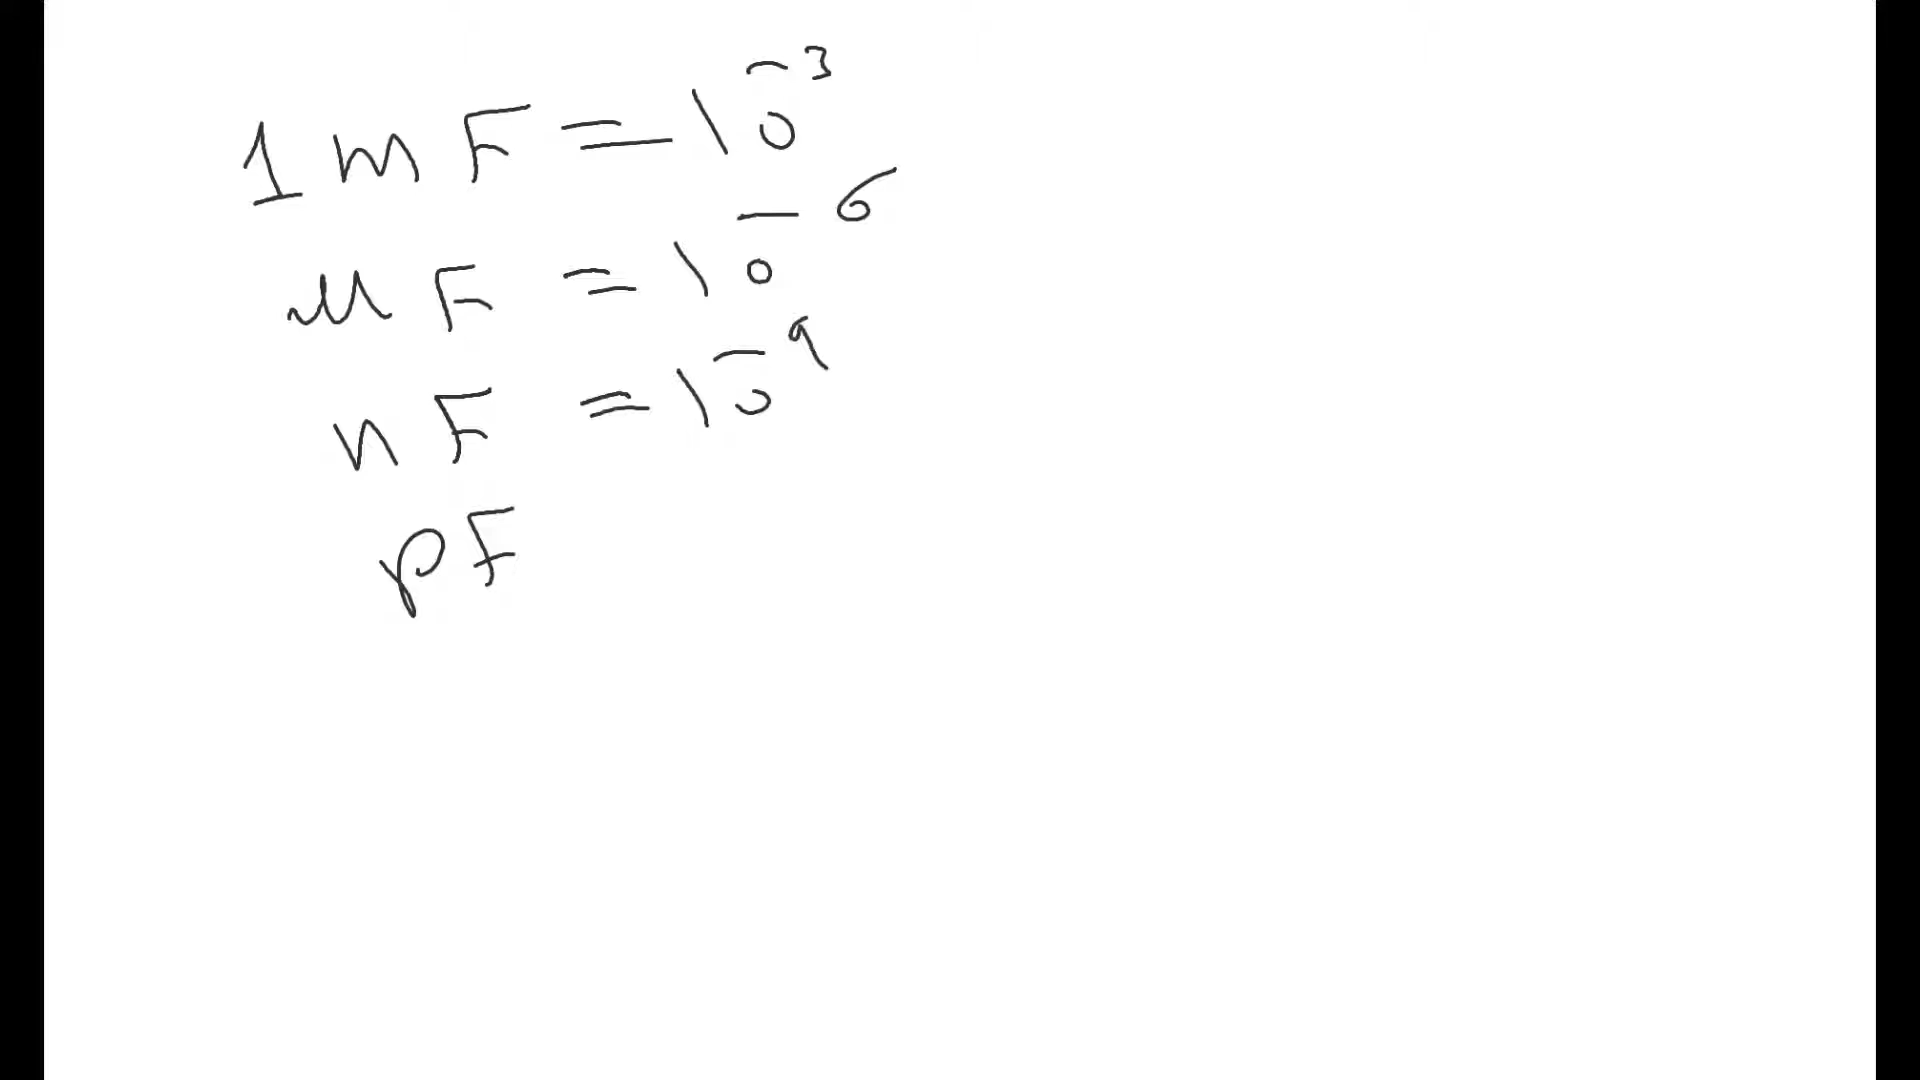 1 mF = 10⁻³
μF = 10⁻⁶
nF = 10⁻⁹
pF